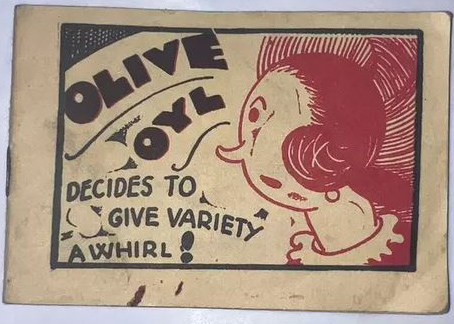 OLIVE
OYL
DECIDES TO
GIVE VARIETY
A WHIRL!